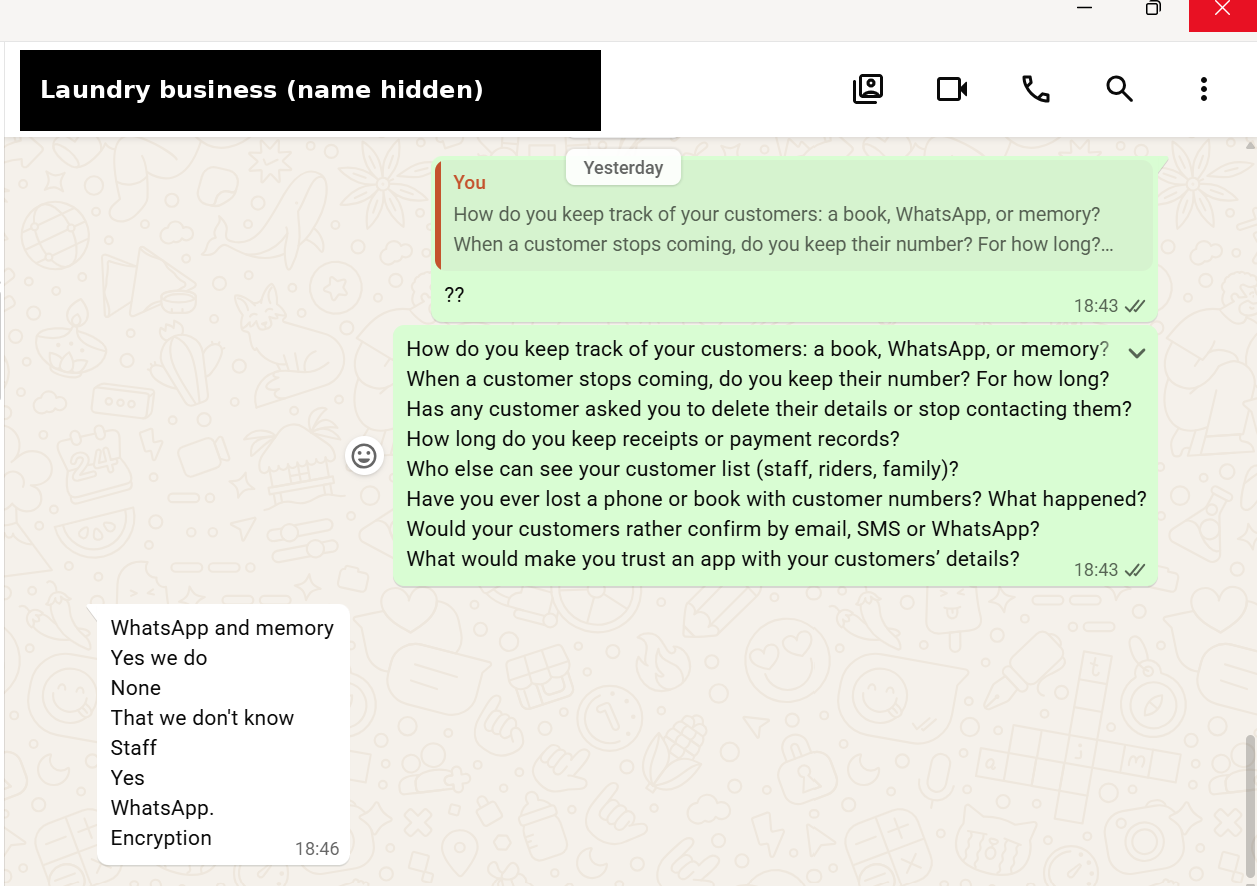 Laundry business (name hidden)
Yesterday
You
How do you keep track of your customers: a book, WhatsApp, or memory?
When a customer stops coming, do you keep their number? For how long?…
??
18:43
How do you keep track of your customers: a book, WhatsApp, or memory?
When a customer stops coming, do you keep their number? For how long?
Has any customer asked you to delete their details or stop contacting them?
How long do you keep receipts or payment records?
Who else can see your customer list (staff, riders, family)?
Have you ever lost a phone or book with customer numbers? What happened?
Would your customers rather confirm by email, SMS or WhatsApp?
What would make you trust an app with your customers’ details?
18:43
WhatsApp and memory
Yes we do
None
That we don't know
Staff
Yes
WhatsApp.
Encryption
18:46